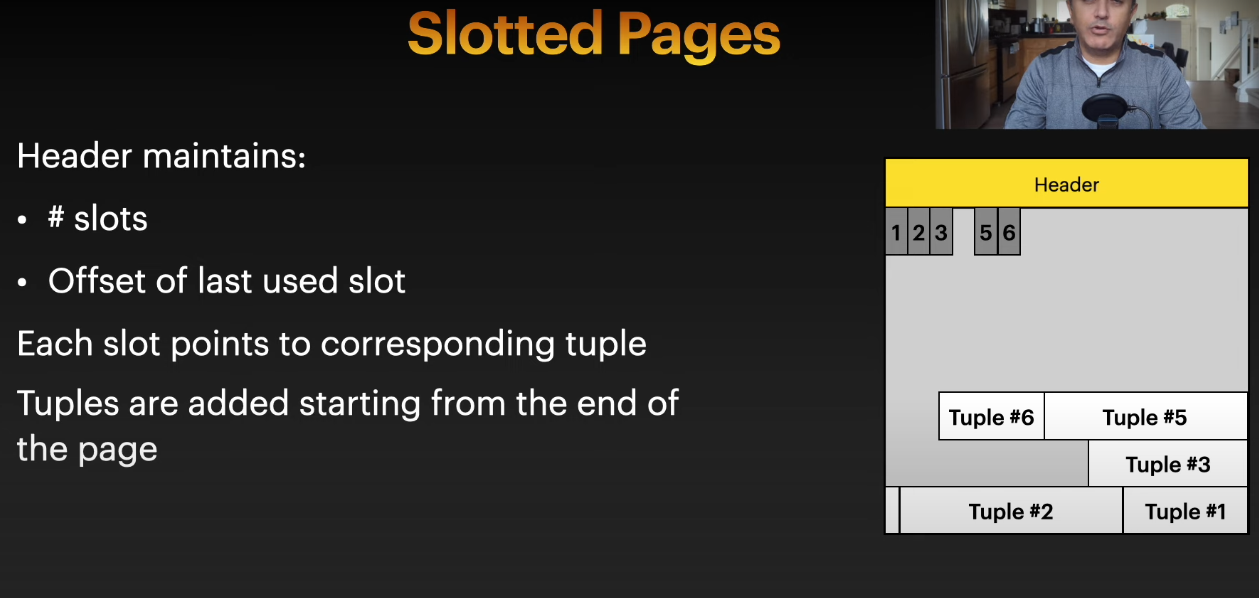 Slotted Pages
Header maintains:
• # slots
• Offset of last used slot
Each slot points to corresponding tuple
Tuples are added starting from the end of
the page
Header
1 2 3 5 6
Tuple #6 Tuple #5
Tuple #3
Tuple #2 Tuple #1